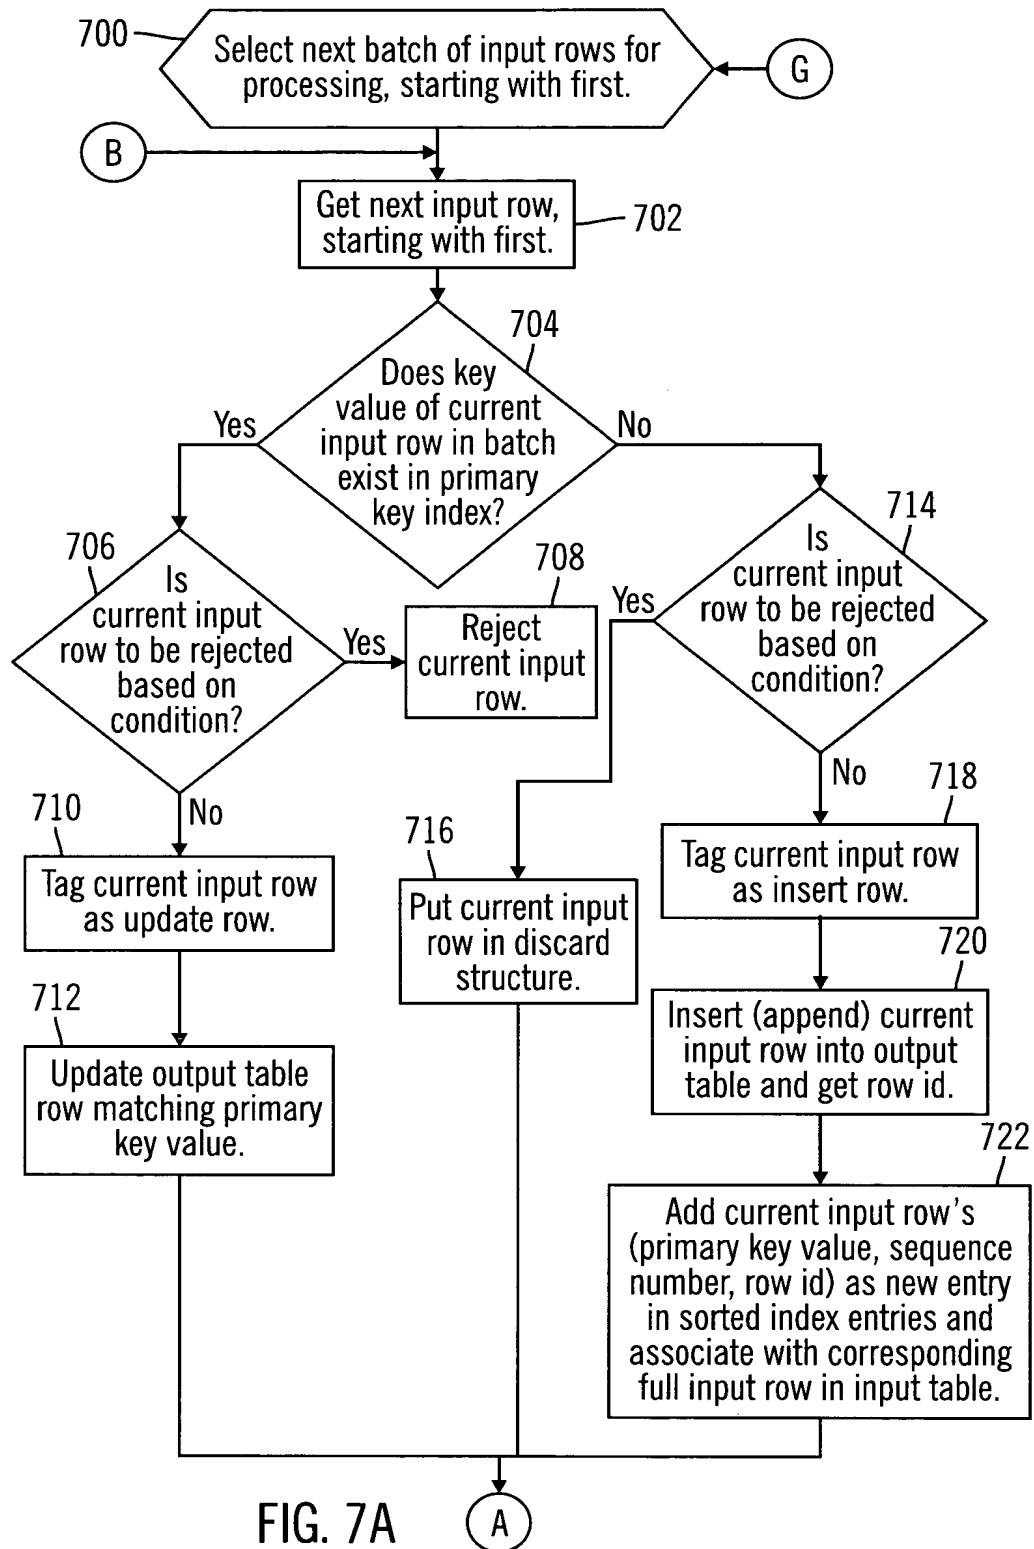 700
Select next batch of input rows for
processing, starting with first.
G
B
Get next input row,
starting with first.
702
704
Does key
value of current
input row in batch
exist in primary
key index?
Yes
No
706
Is
current input
row to be rejected
based on
condition?
Yes
No
708
Reject
current input
row.
714
Is
current input
row to be rejected
based on
condition?
Yes
No
710
Tag current input row
as update row.
712
Update output table
row matching primary
key value.
716
Put current input
row in discard
structure.
718
Tag current input row
as insert row.
720
Insert (append) current
input row into output
table and get row id.
722
Add current input row's
(primary key value, sequence
number, row id) as new entry
in sorted index entries and
associate with corresponding
full input row in input table.
A
FIG. 7A